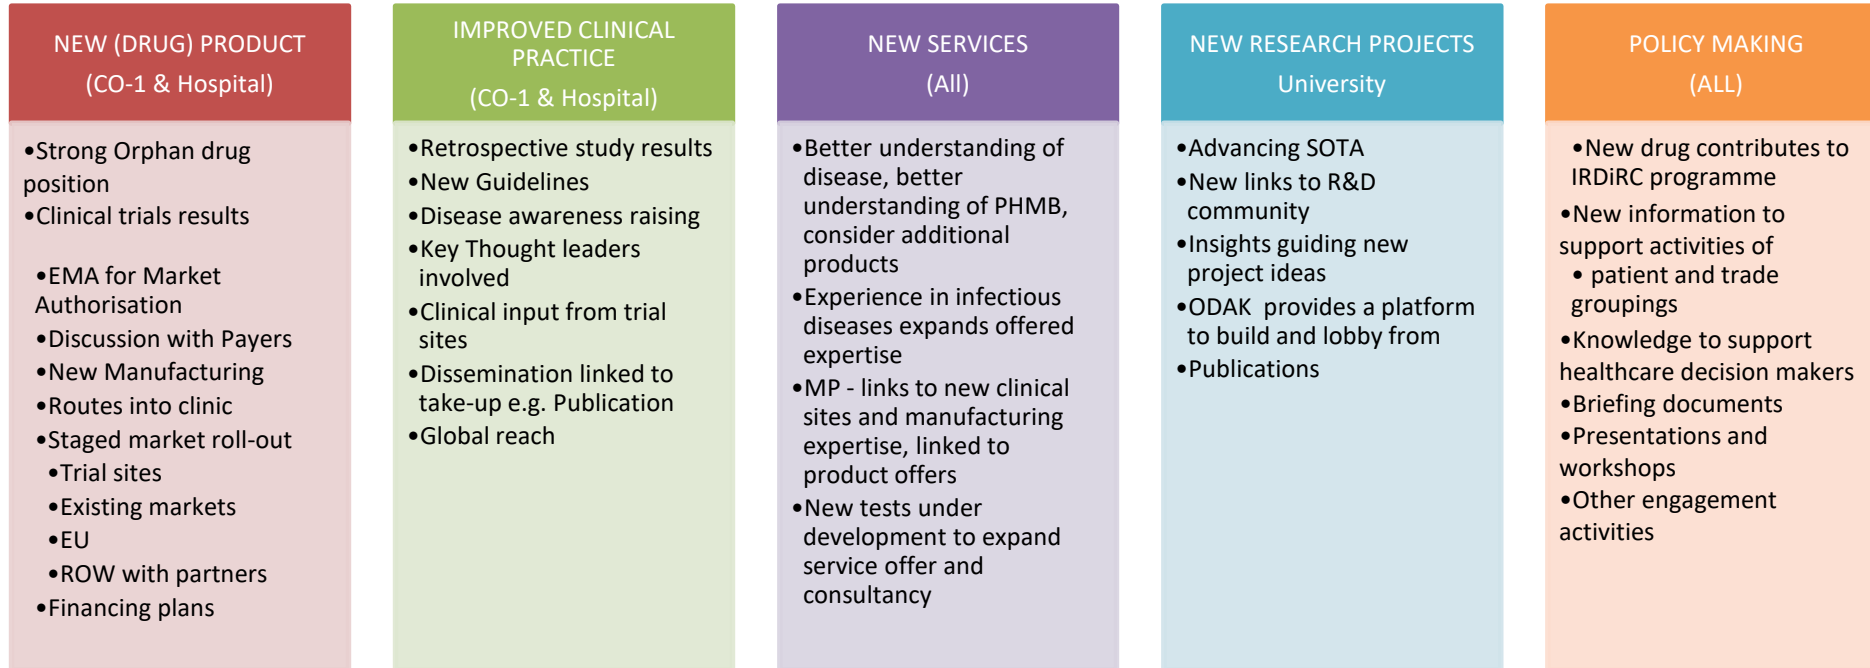 NEW (DRUG) PRODUCT
(CO-1 & Hospital)
•Strong Orphan drug
position
•Clinical trials results
•EMA for Market
Authorisation
•Discussion with Payers
•New Manufacturing
•Routes into clinic
•Staged market roll-out
•Trial sites
•Existing markets
•EU
•ROW with partners
•Financing plans
IMPROVED CLINICAL
PRACTICE
(CO-1 & Hospital)
•Retrospective study results
•New Guidelines
•Disease awareness raising
•Key Thought leaders
involved
•Clinical input from trial
sites
•Dissemination linked to
take-up e.g. Publication
•Global reach
NEW SERVICES
(All)
•Better understanding of
disease, better
understanding of PHMB,
consider additional
products
•Experience in infectious
diseases expands offered
expertise
•MP - links to new clinical
sites and manufacturing
expertise, linked to
product offers
•New tests under
development to expand
service offer and
consultancy
NEW RESEARCH PROJECTS
University
•Advancing SOTA
•New links to R&D
community
•Insights guiding new
project ideas
•ODAK  provides a platform
to build and lobby from
•Publications
POLICY MAKING
(ALL)
•New drug contributes to
IRDiRC programme
•New information to
support activities of
• patient and trade
groupings
•Knowledge to support
healthcare decision makers
•Briefing documents
•Presentations and
workshops
•Other engagement
activities